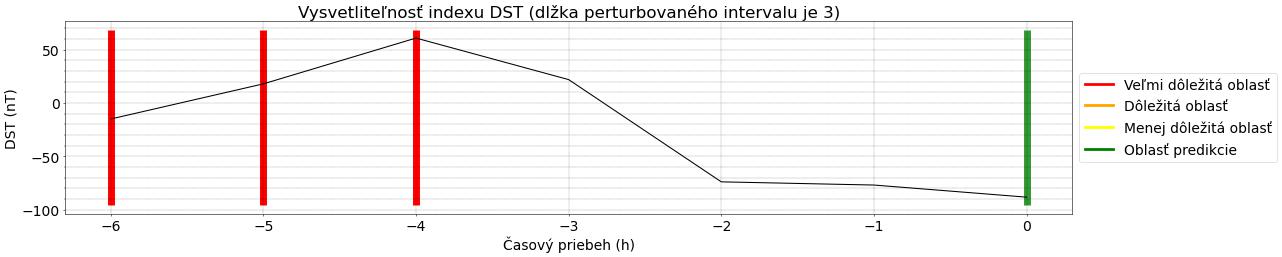 Vysvetliteľnosť indexu DST (dlžka perturbovaného intervalu je 3)
DST (nT)
50
0
−50
−100
−6 −5 −4 −3 −2 −1 0
Časový priebeh (h)
Veľmi dôležitá oblasť
Dôležitá oblasť
Menej dôležitá oblasť
Oblasť predikcie